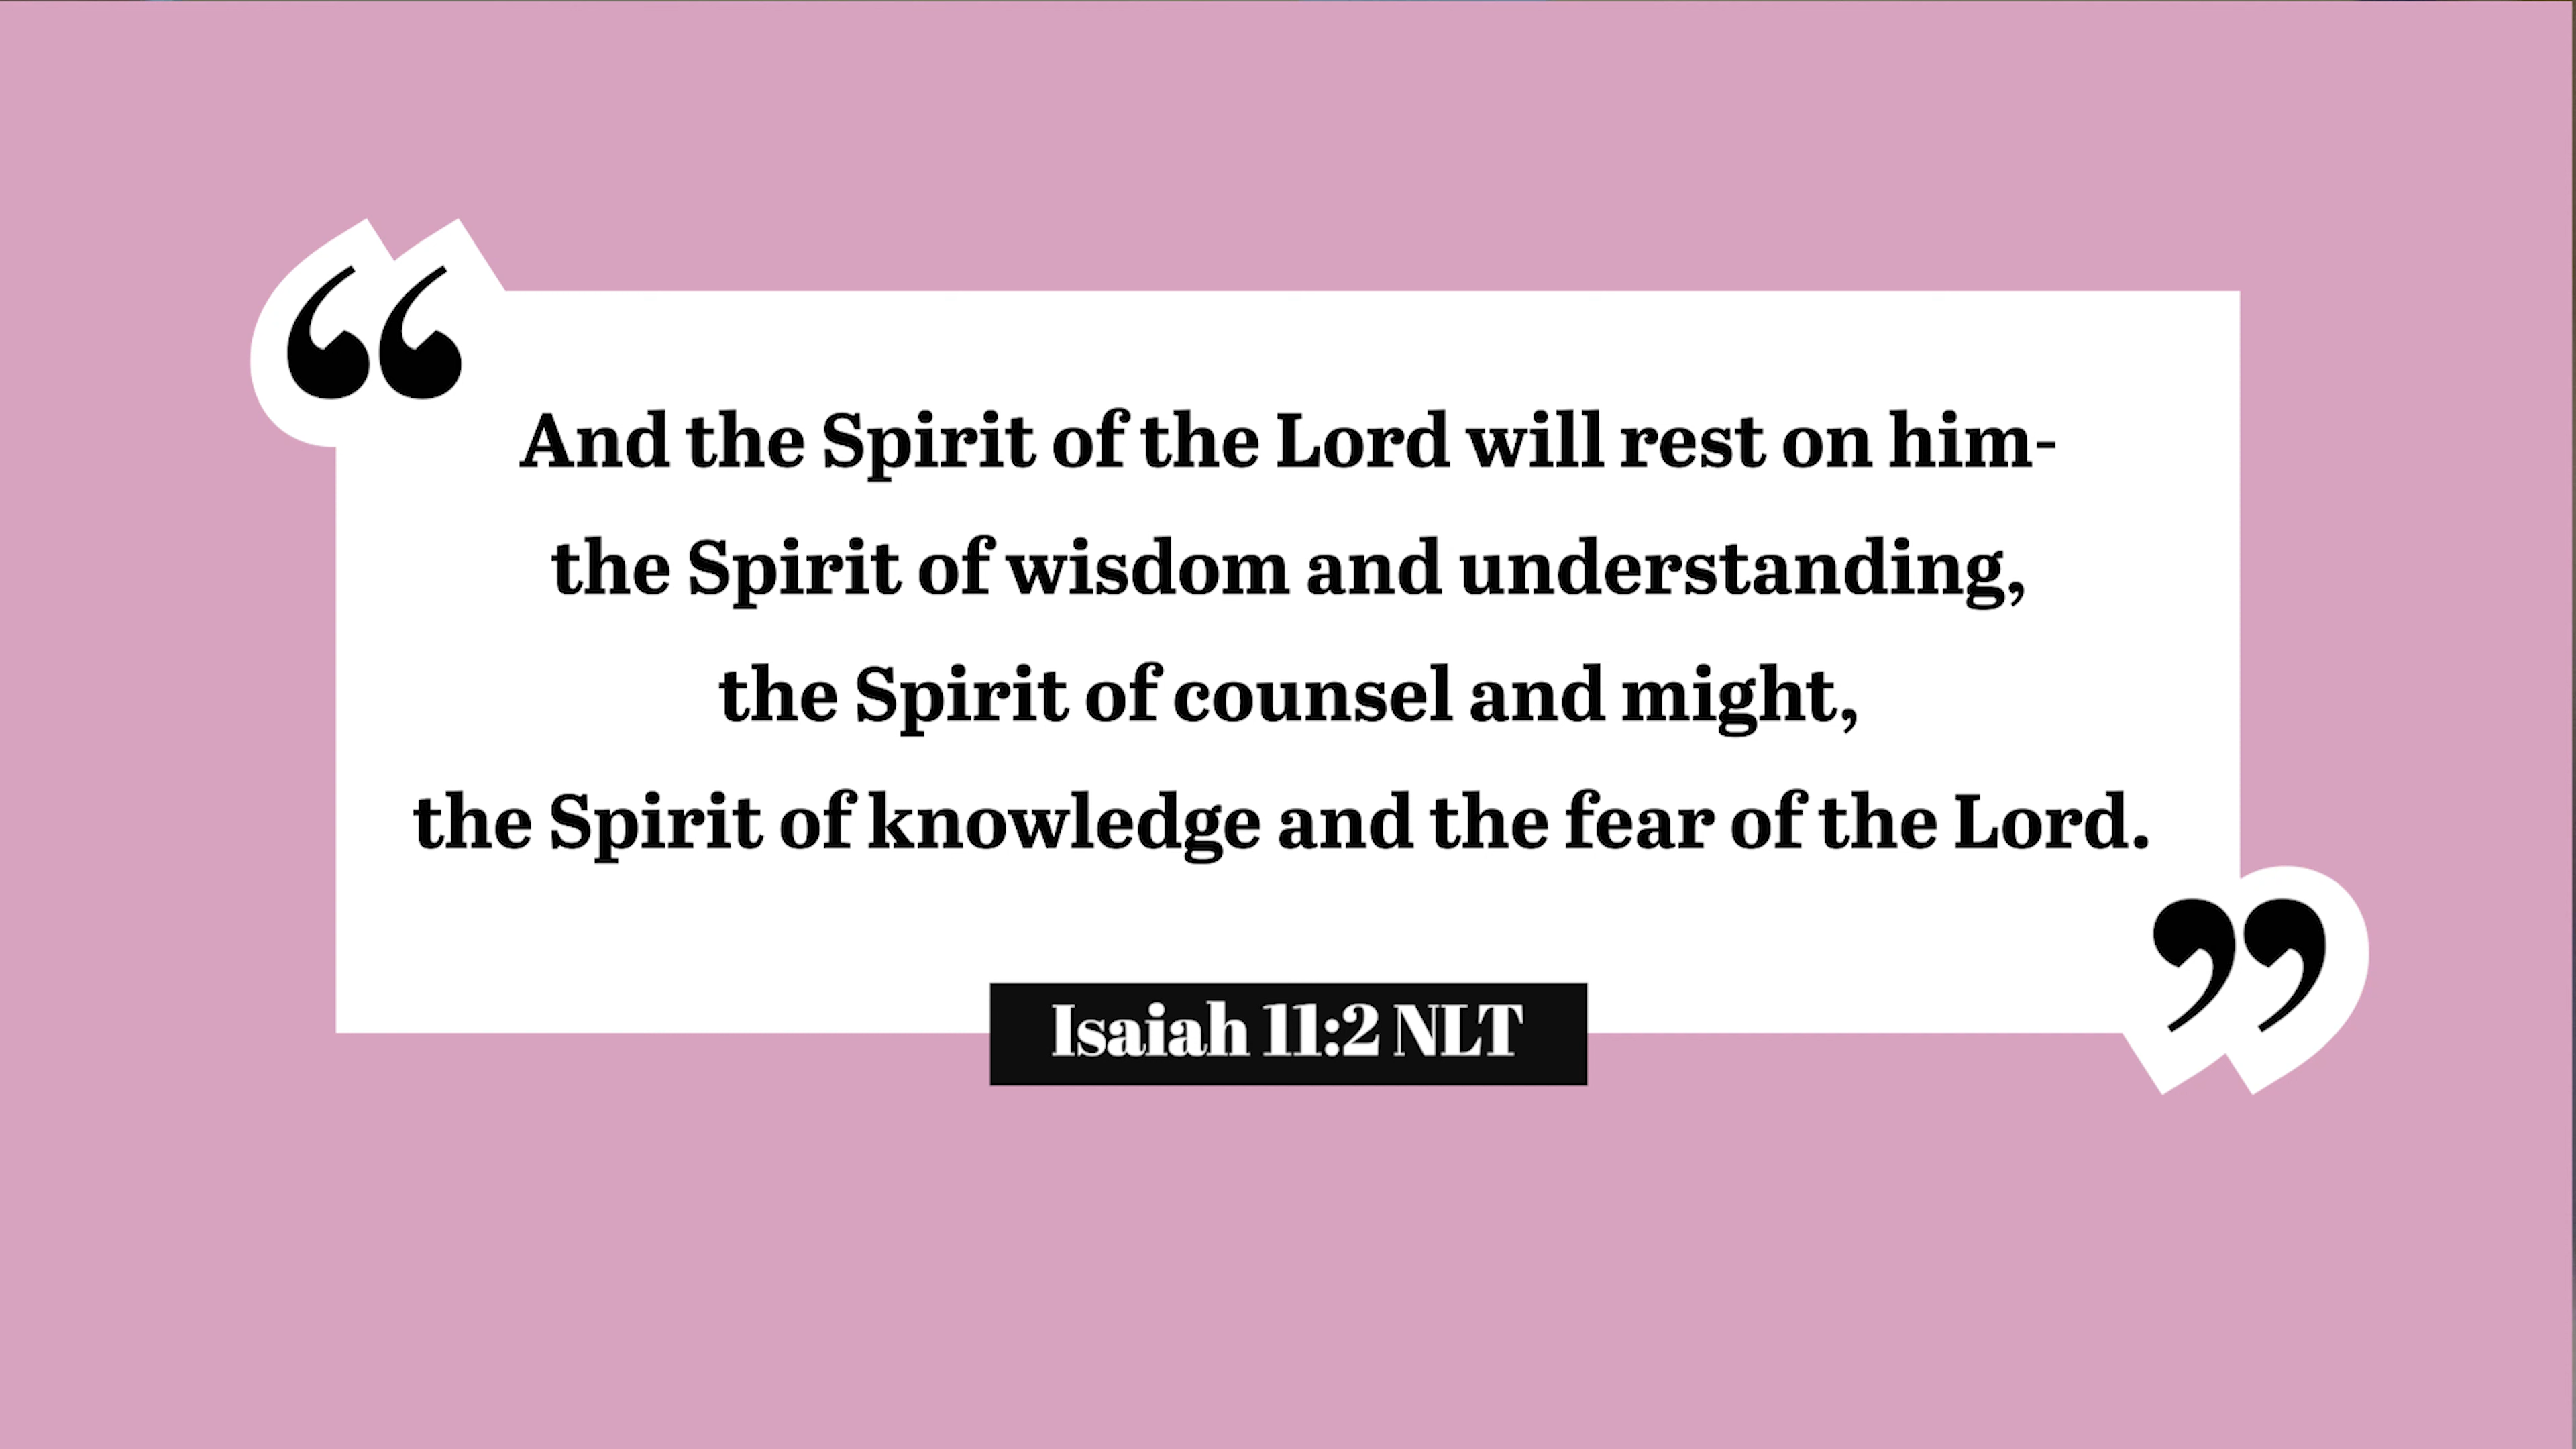 “
And the Spirit of the Lord will rest on him-
the Spirit of wisdom and understanding,
the Spirit of counsel and might,
the Spirit of knowledge and the fear of the Lord.
”
Isaiah 11:2 NLT